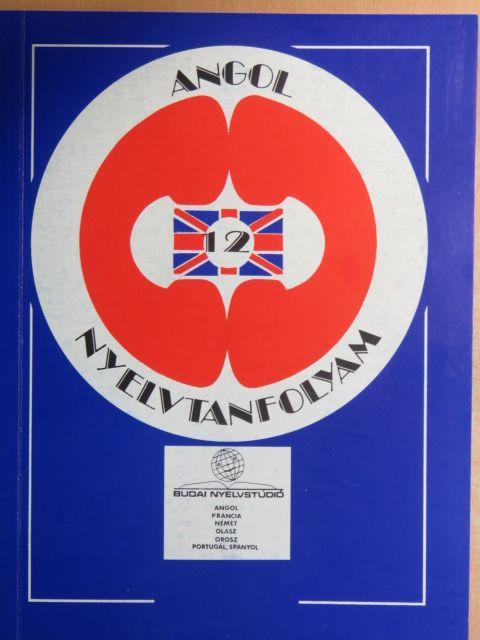 ANGOL
12
NYELVTANFOLYAM
BUDAI NYELVSTÚDIÓ
ANGOL
FRANCIA
NÉMET
OLASZ
OROSZ
PORTUGÁL, SPANYOL